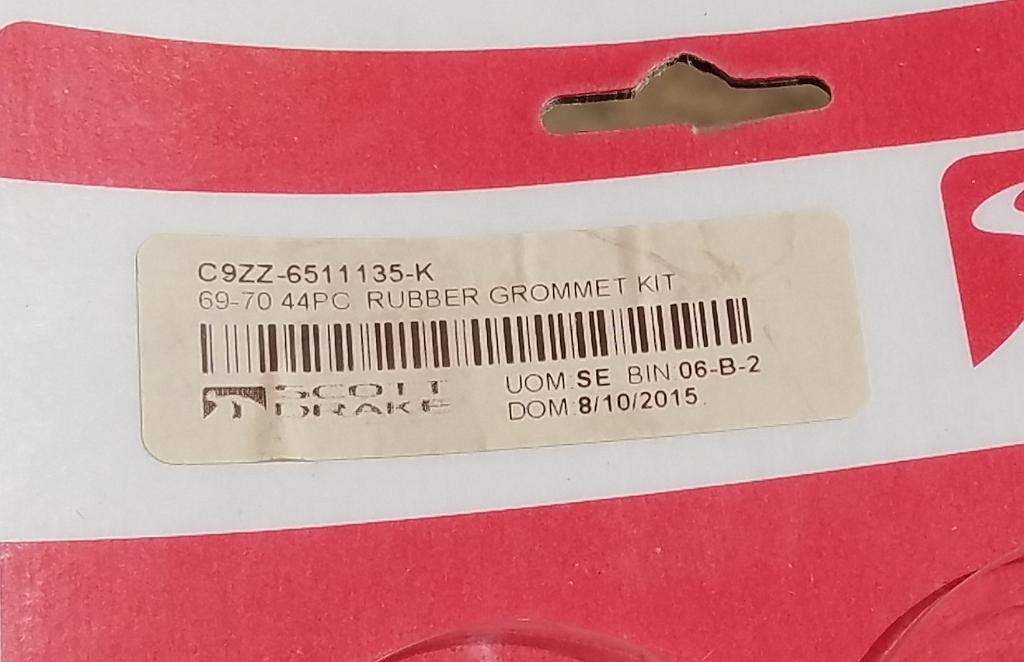 C9ZZ-6511135-K
69-70 44PC RUBBER GROMMET KIT
SCOTT
DRAKE
UOM:SE BIN 06-B-2
DOM:8/10/2015